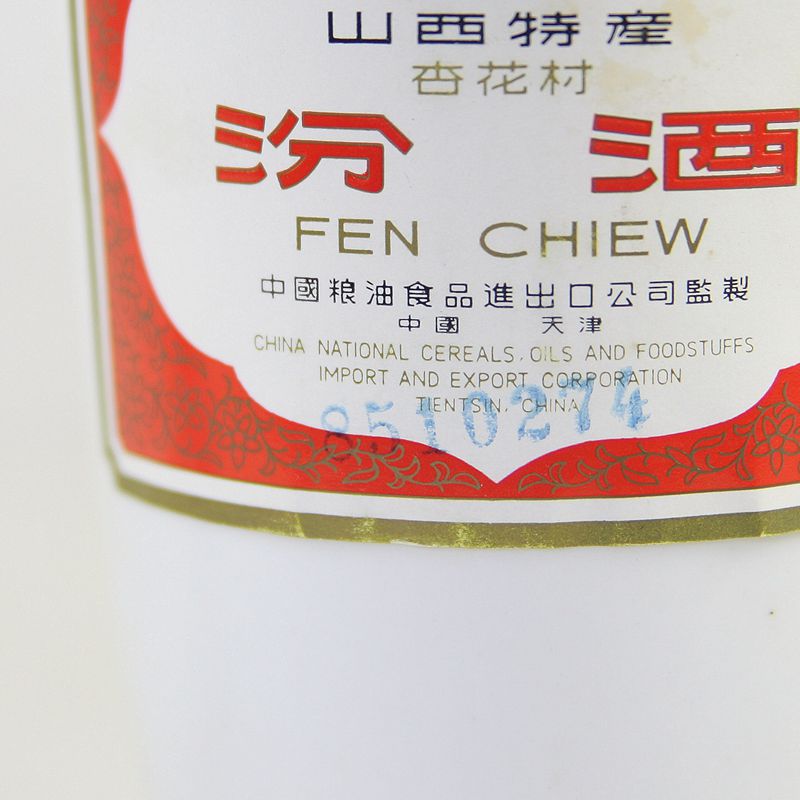 山西特產
杏花村
汾酒
FEN CHIEW
中國粮油食品進出口公司監製
中國 天津
CHINA NATIONAL CEREALS, OILS AND FOODSTUFFS
IMPORT AND EXPORT CORPORATION
TIENTSIN, CHINA
8510274